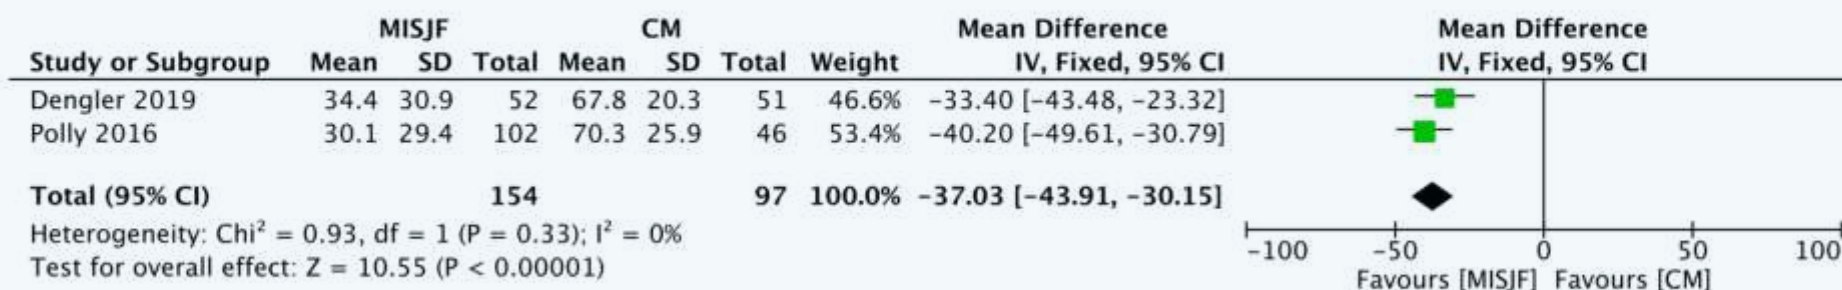 MISJF CM Mean Difference Mean Difference
Study or Subgroup Mean SD Total Mean SD Total Weight IV, Fixed, 95% CI IV, Fixed, 95% CI
Dengler 2019 34.4 30.9 52 67.8 20.3 51 46.6% −33.40 [−43.48, −23.32]
Polly 2016 30.1 29.4 102 70.3 25.9 46 53.4% −40.20 [−49.61, −30.79]
Total (95% CI) 154 97 100.0% −37.03 [−43.91, −30.15]
Heterogeneity: Chi² = 0.93, df = 1 (P = 0.33); I² = 0%
Test for overall effect: Z = 10.55 (P < 0.00001)
−100 −50 0 50 100
Favours [MISJF] Favours [CM]